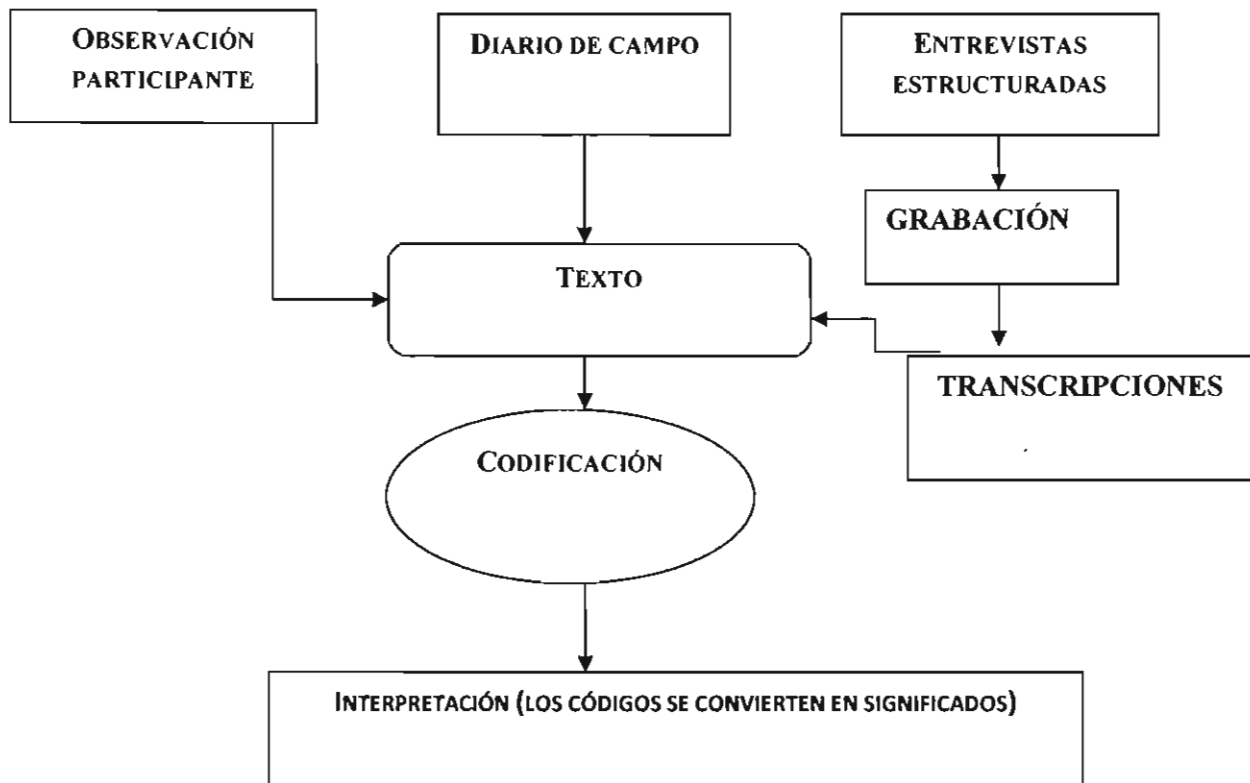 OBSERVACIÓN
PARTICIPANTE
DIARIO DE CAMPO
ENTREVISTAS
ESTRUCTURADAS
GRABACIÓN
TEXTO
TRANSCRIPCIONES
CODIFICACIÓN
INTERPRETACIÓN (LOS CÓDIGOS SE CONVIERTEN EN SIGNIFICADOS)